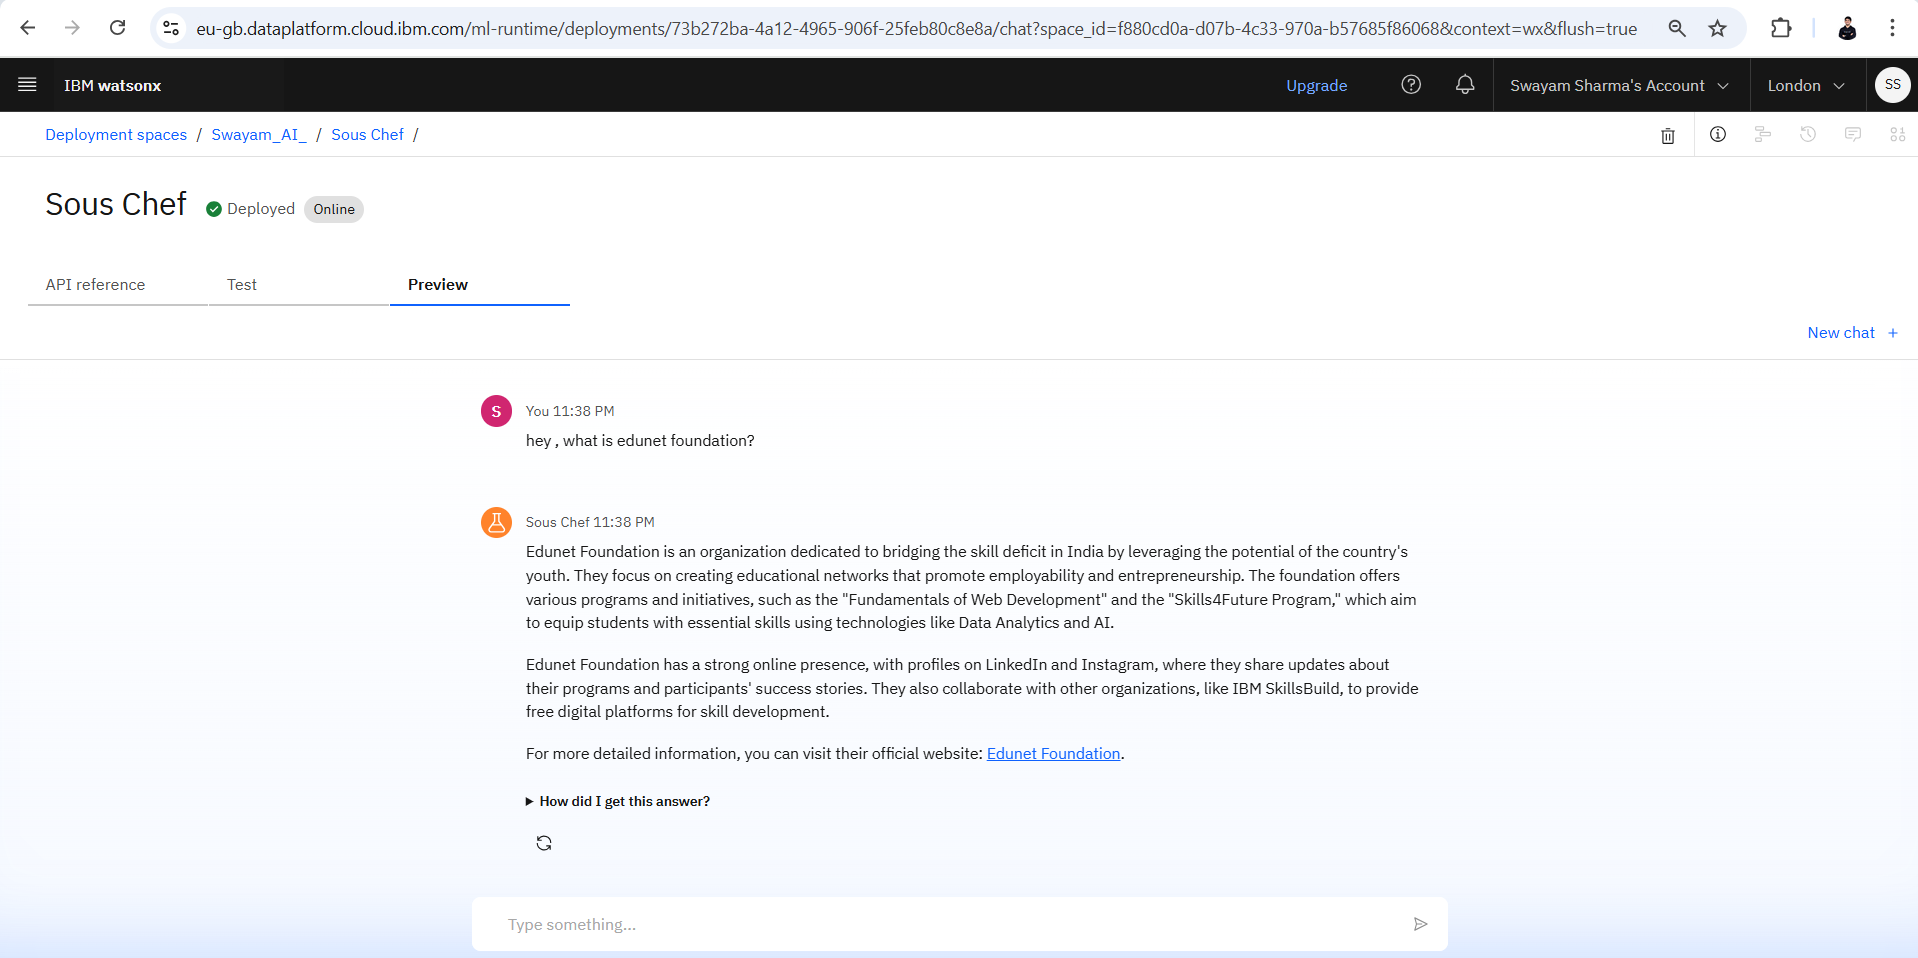 eu-gb.dataplatform.cloud.ibm.com/ml-runtime/deployments/73b272ba-4a12-4965-906f-25feb80c8e8a/chat?space_id=f880cd0a-d07b-4c33-970a-b57685f86068&context=wx&flush=true
IBM watsonx
Upgrade
Swayam Sharma's Account
London
SS
Deployment spaces / Swayam_AI_ / Sous Chef /
Sous Chef Deployed Online
API reference Test Preview
New chat +
S You 11:38 PM
hey , what is edunet foundation?
Sous Chef 11:38 PM
Edunet Foundation is an organization dedicated to bridging the skill deficit in India by leveraging the potential of the country's
youth. They focus on creating educational networks that promote employability and entrepreneurship. The foundation offers
various programs and initiatives, such as the "Fundamentals of Web Development" and the "Skills4Future Program," which aim
to equip students with essential skills using technologies like Data Analytics and AI.
Edunet Foundation has a strong online presence, with profiles on LinkedIn and Instagram, where they share updates about
their programs and participants' success stories. They also collaborate with other organizations, like IBM SkillsBuild, to provide
free digital platforms for skill development.
For more detailed information, you can visit their official website: Edunet Foundation.
How did I get this answer?
Type something...